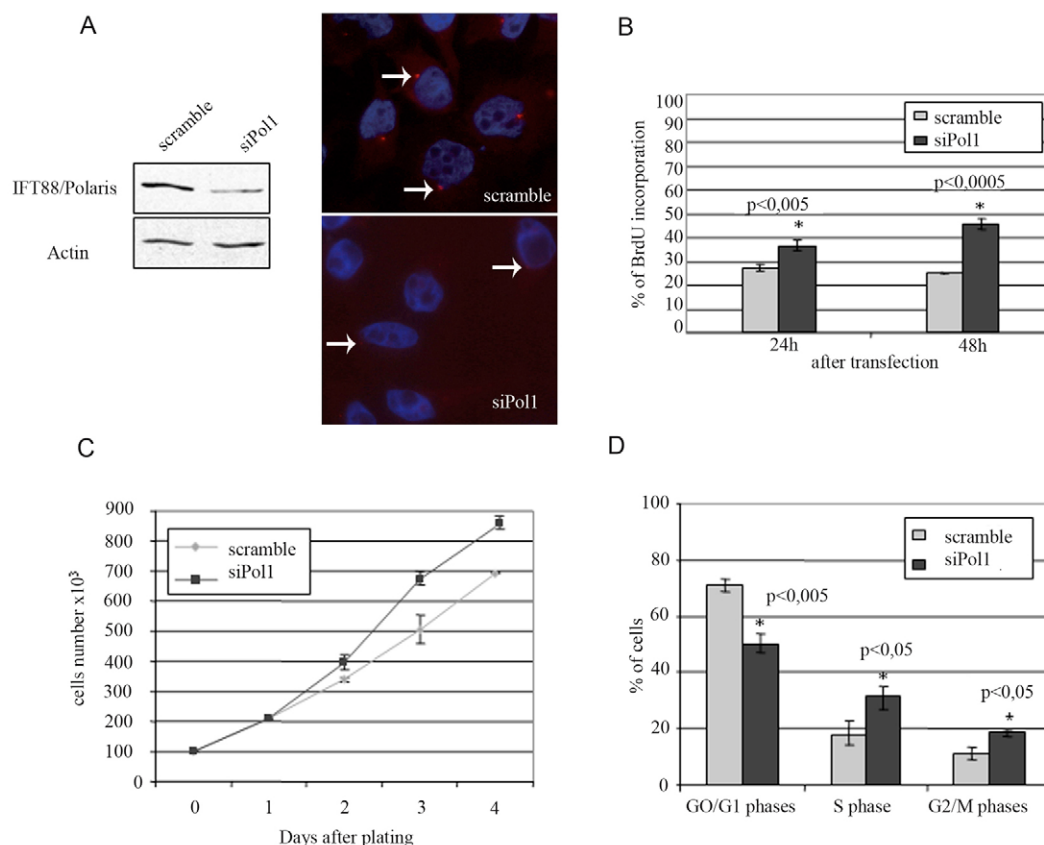 A
scramble
siPol1
IFT88/Polaris
Actin
scramble
siPol1
B
% of BrdU incorporation
100
90
80
70
60
50
40
30
20
10
0
scramble
siPol1
p<0,005
p<0,0005
*
*
24h
48h
after transfection
C
cells number x10³
900
800
700
600
500
400
300
200
100
0
scramble
siPol1
0
1
2
3
4
Days after plating
D
% of cells
100
80
60
40
20
0
scramble
siPol1
p<0,005
*
p<0,05
*
p<0,05
*
GO/G1 phases
S phase
G2/M phases